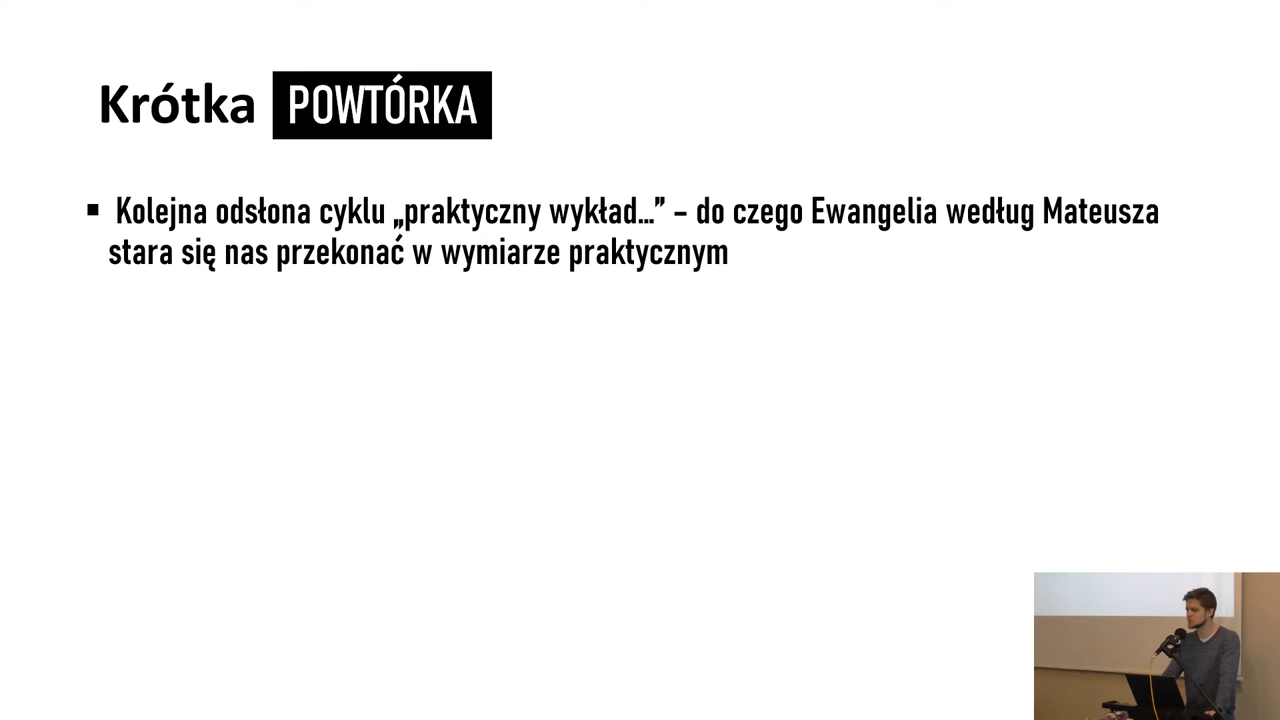 Krótka POWTÓRKA
▪ Kolejna odsłona cyklu „praktyczny wykład...” – do czego Ewangelia według Mateusza
stara się nas przekonać w wymiarze praktycznym